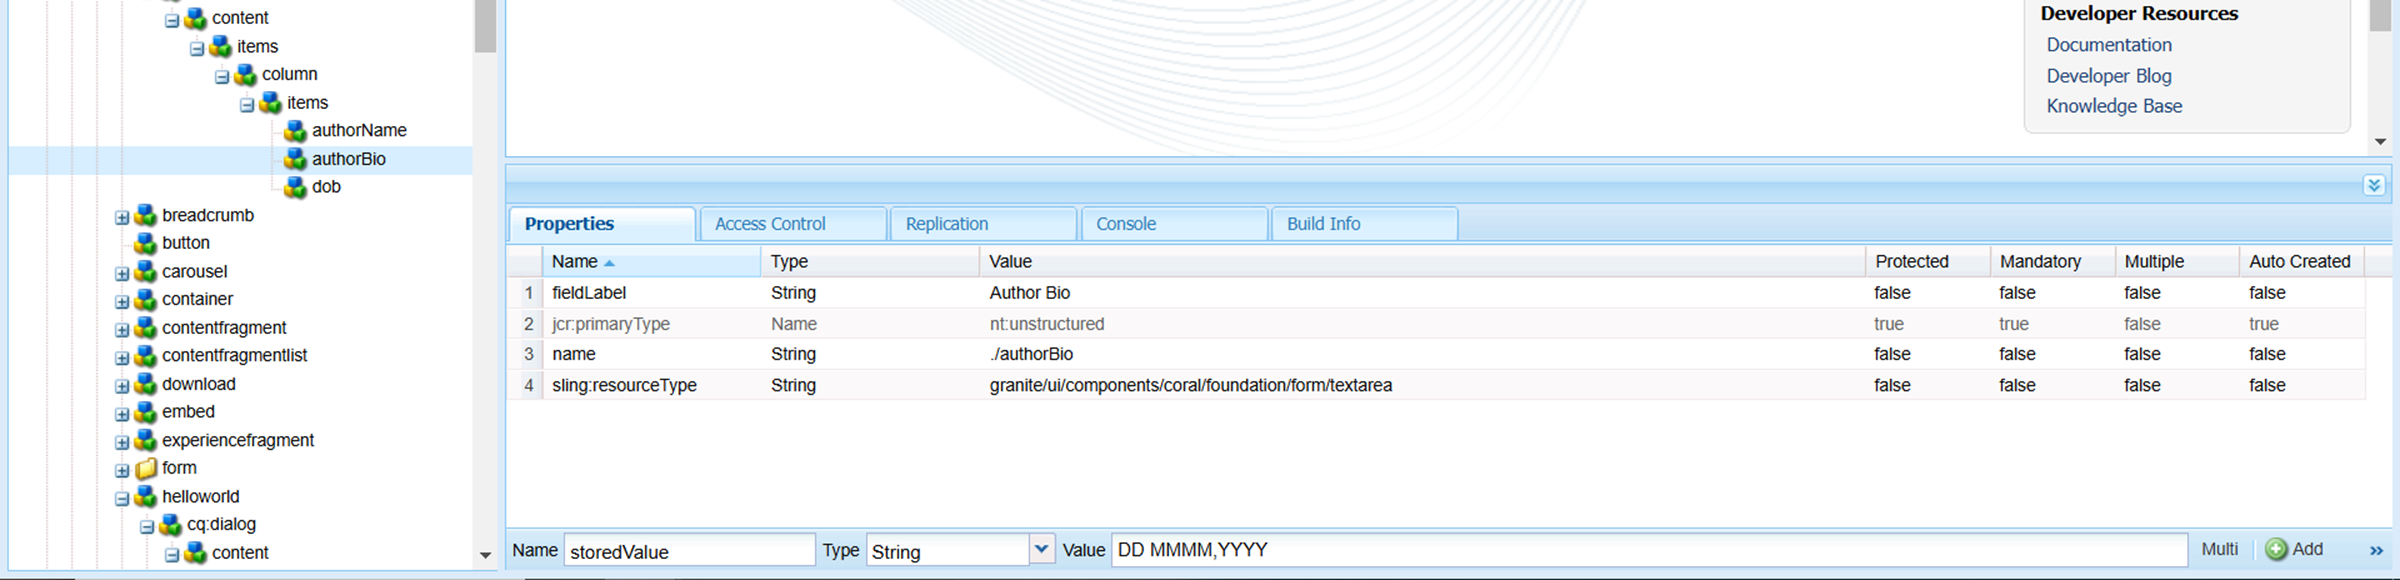 content
items
column
items
authorName
authorBio
dob
breadcrumb
button
carousel
container
contentfragment
contentfragmentlist
download
embed
experiencefragment
form
helloworld
cq:dialog
content
Developer Resources
Documentation
Developer Blog
Knowledge Base
Properties Access Control Replication Console Build Info
Name Type Value Protected Mandatory Multiple Auto Created
1 fieldLabel String Author Bio false false false false
2 jcr:primaryType Name nt:unstructured true true false true
3 name String ./authorBio false false false false
4 sling:resourceType String granite/ui/components/coral/foundation/form/textarea false false false false
Name storedValue Type String Value DD MMMM,YYYY Multi Add »